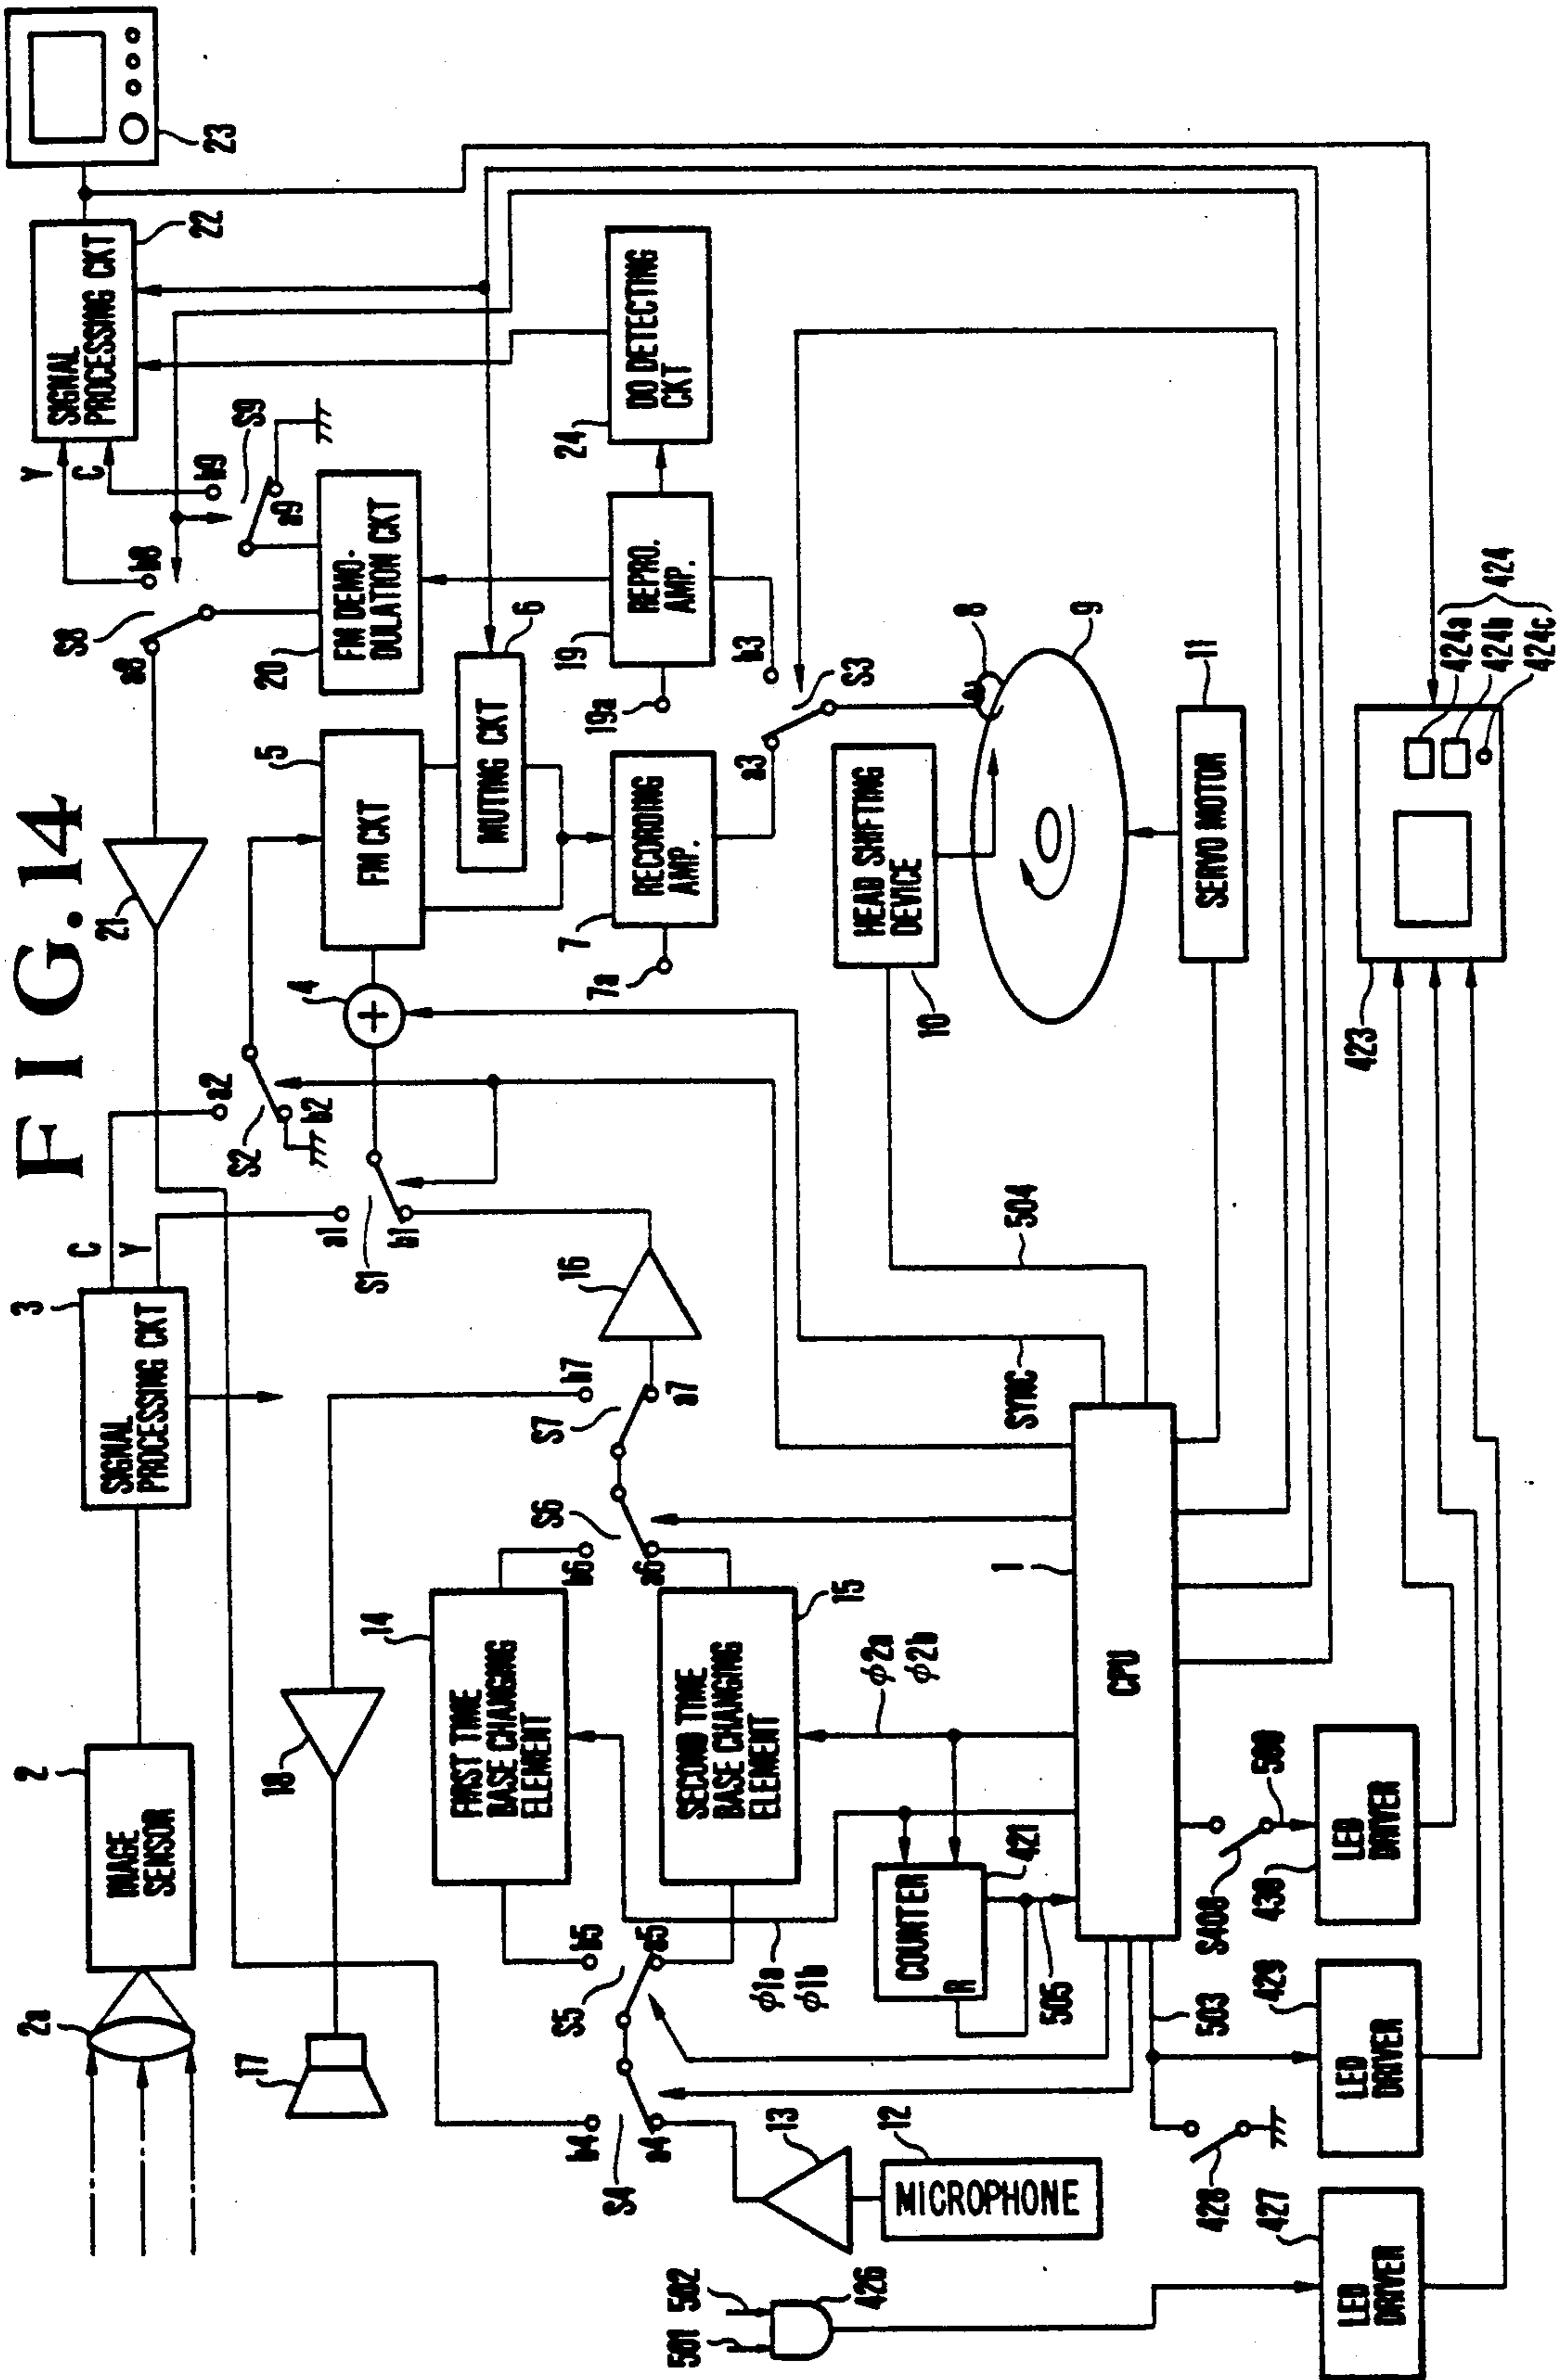 FIG.14
2a
2
IMAGE
SENSOR
3
SIGNAL
PROCESSING CKT
C
Y
21
a8
S8
b8
Y
C
b9
S9
a9
SIGNAL
PROCESSING CKT
22
23
17
18
a2
S2
b2
a1
S1
b1
4
5
FM CKT
20
FM DEMO-
DULATION CKT
14
FIRST TIME
BASE CHANGING
ELEMENT
b7
S7
a7
16
b6
S6
a6
6
MUTING CKT
7
7a
RECORDING
AMP.
19
19a
REPRO.
AMP.
24
DO DETECTING
CKT
b4
S4
a4
b5
S5
a5
15
SECOND TIME
BASE CHANGING
ELEMENT
a3
b3
S3
13
12
MICROPHONE
φ1a
φ1b
φ2a
φ2b
COUNTER
R
421
505
SYNC
504
HEAD SHIFTING
DEVICE
10
8
9
501
502
426
1
CPU
503
S408
500
SERVO MOTOR
11
428
427
LED
DRIVER
429
LED
DRIVER
430
LED
DRIVER
423
424a
424b
424c
424